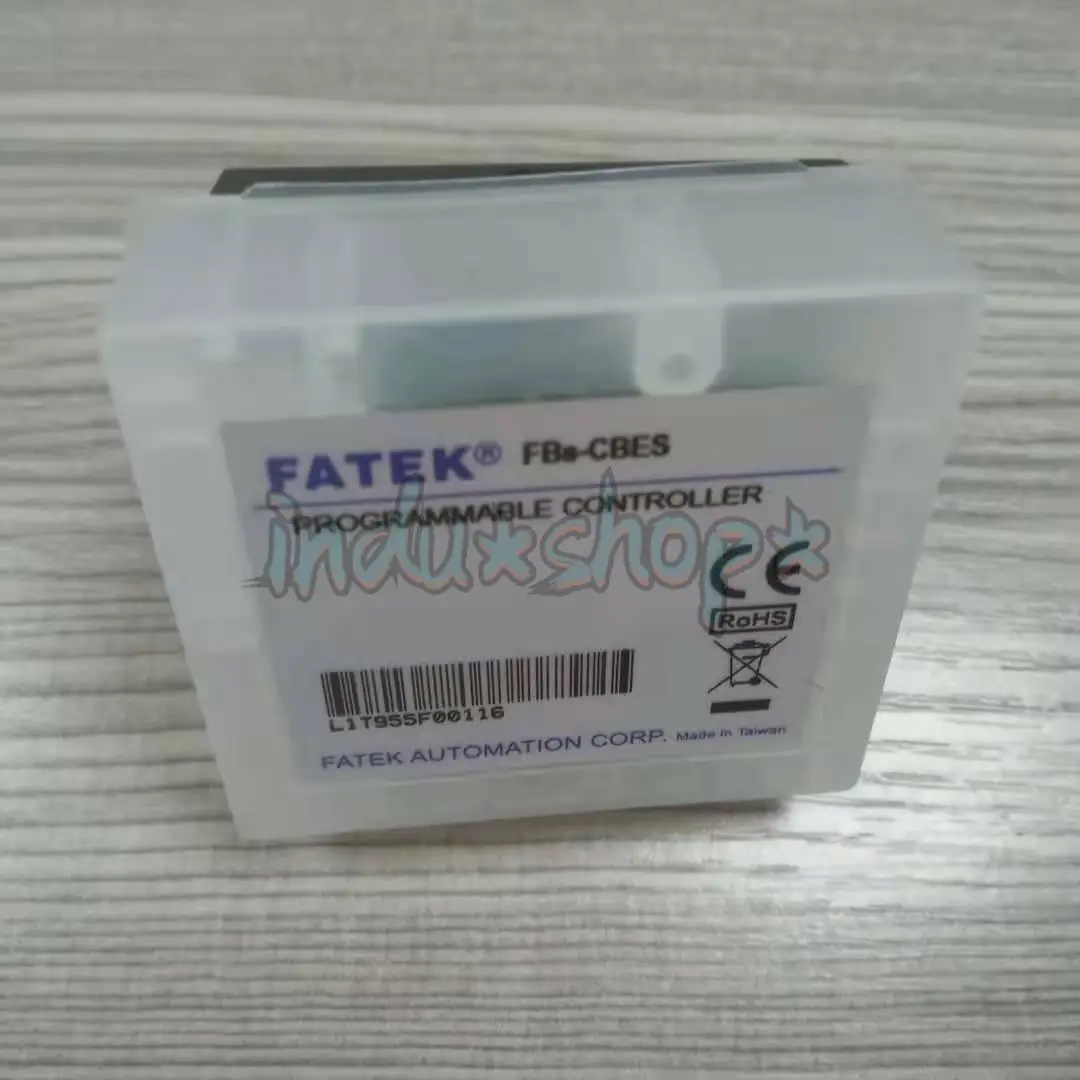 FATEK® FBs-CBES
PROGRAMMABLE CONTROLLER
indu*shop*
CE
RoHS
L1T955F00116
FATEK AUTOMATION CORP. Made in Taiwan